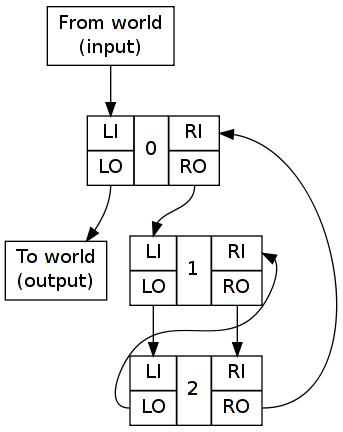 From world
(input)
LI 0 RI
LO RO
To world
(output)
LI 1 RI
LO RO
LI 2 RI
LO RO